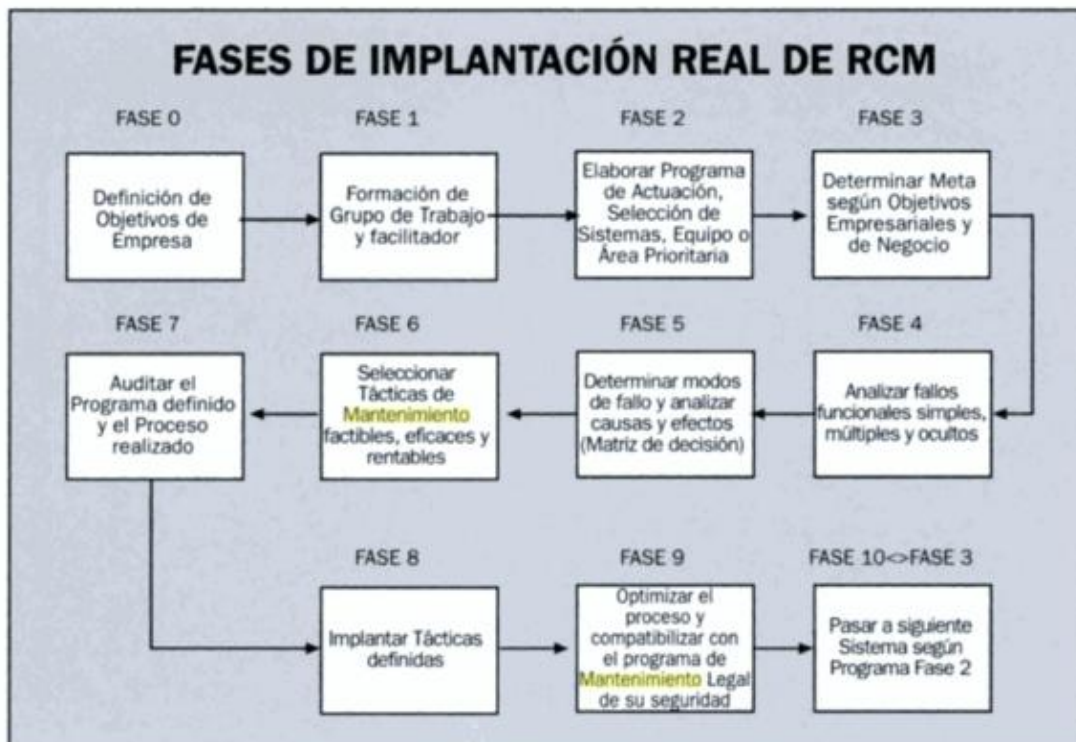 FASES DE IMPLANTACIÓN REAL DE RCM
FASE 0
Definición de
Objetivos de
Empresa
FASE 1
Formación de
Grupo de Trabajo
y facilitador
FASE 2
Elaborar Programa
de Actuación,
Selección de
Sistemas, Equipo o
Área Prioritaria
FASE 3
Determinar Meta
según Objetivos
Empresariales y
de Negocio
FASE 4
Analizar fallos
funcionales simples,
múltiples y ocultos
FASE 5
Determinar modos
de fallo y analizar
causas y efectos
(Matriz de decisión)
FASE 6
Seleccionar
Tácticas de
Mantenimiento
factibles, eficaces y
rentables
FASE 7
Auditar el
Programa definido
y el Proceso
realizado
FASE 8
Implantar Tácticas
definidas
FASE 9
Optimizar el
proceso y
compatibilizar con
el programa de
Mantenimiento Legal
de su seguridad
FASE 10<>FASE 3
Pasar a siguiente
Sistema según
Programa Fase 2